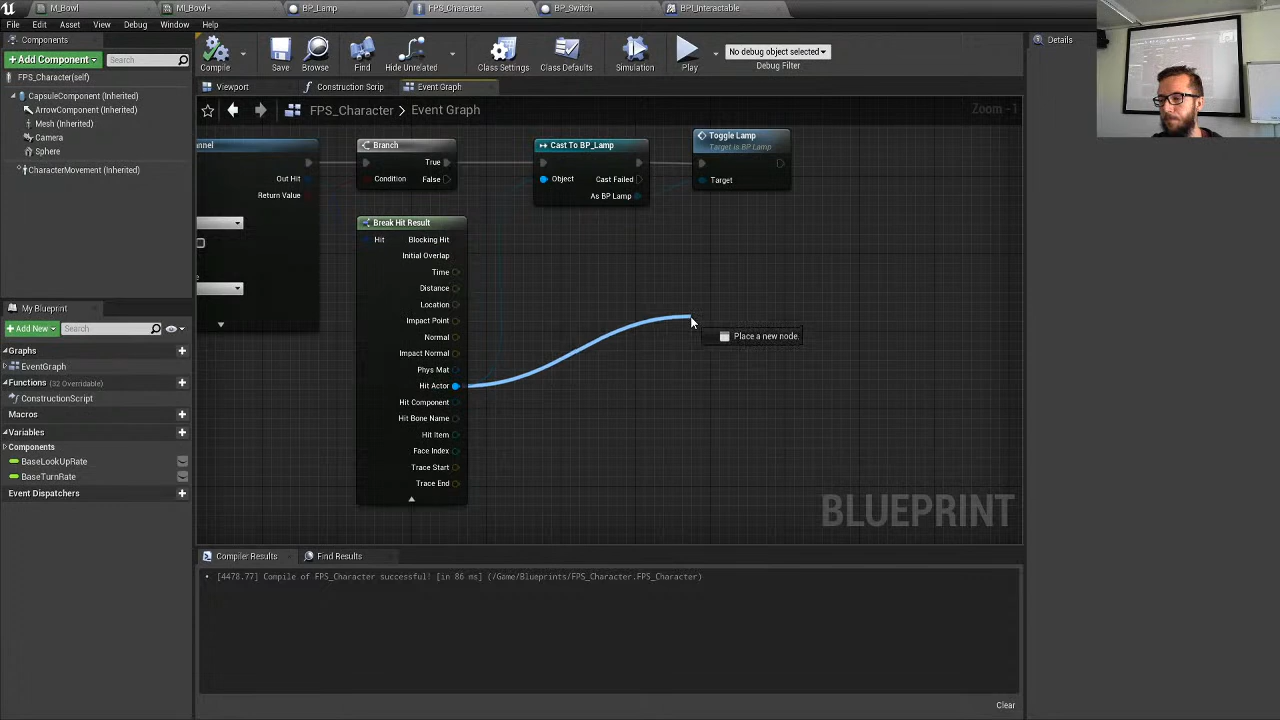 M_Bowl
MI_Bowl*
BP_Lamp
FPS_Character
BP_Switch
BPI_Interactable
File
Edit
Asset
View
Debug
Window
Help
Components
+ Add Component
Search
FPS_Character(self)
CapsuleComponent (Inherited)
ArrowComponent (Inherited)
Mesh (Inherited)
Camera
Sphere
CharacterMovement (Inherited)
Compile
Save
Browse
Find
Hide Unrelated
Class Settings
Class Defaults
Simulation
Play
No debug object selected
Debug Filter
Details
Viewport
Construction Scrip
Event Graph
FPS_Character > Event Graph
Zoom -1
nnel
Out Hit
Return Value
Branch
True
Condition
False
Cast To BP_Lamp
Object
Cast Failed
As BP Lamp
Toggle Lamp
Target is BP Lamp
Target
Break Hit Result
Hit
Blocking Hit
Initial Overlap
Time
Distance
Location
Impact Point
Normal
Impact Normal
Phys Mat
Hit Actor
Hit Component
Hit Bone Name
Hit Item
Face Index
Trace Start
Trace End
Place a new node.
BLUEPRINT
My Blueprint
+ Add New
Search
Graphs
EventGraph
Functions (32 Overridable)
ConstructionScript
Macros
Variables
Components
BaseLookUpRate
BaseTurnRate
Event Dispatchers
Compiler Results
Find Results
[4478.77] Compile of FPS_Character successful! [in 86 ms] (/Game/Blueprints/FPS_Character.FPS_Character)
Clear